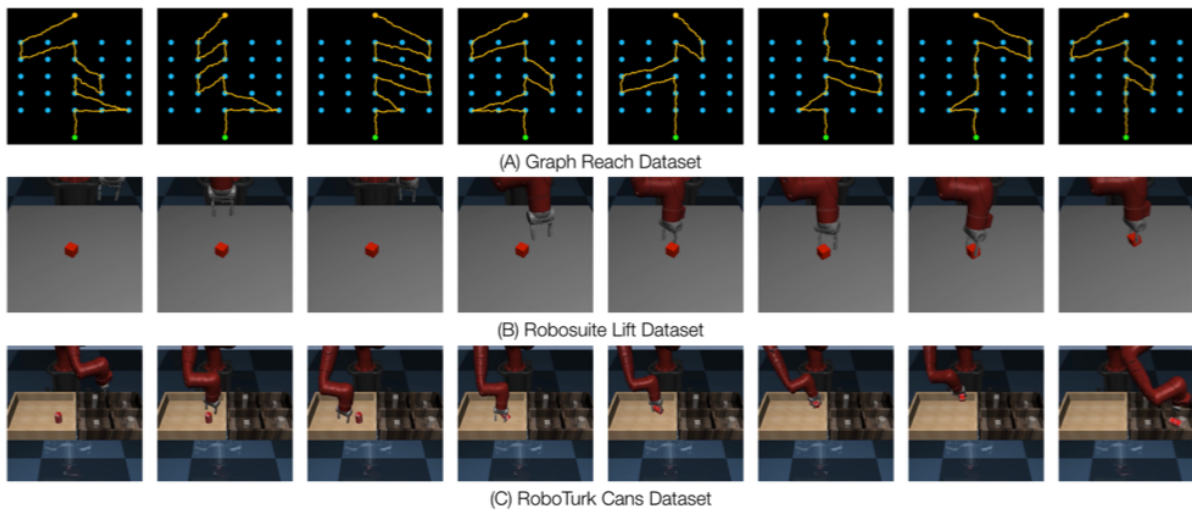 (A) Graph Reach Dataset
(B) Robosuite Lift Dataset
(C) RoboTurk Cans Dataset